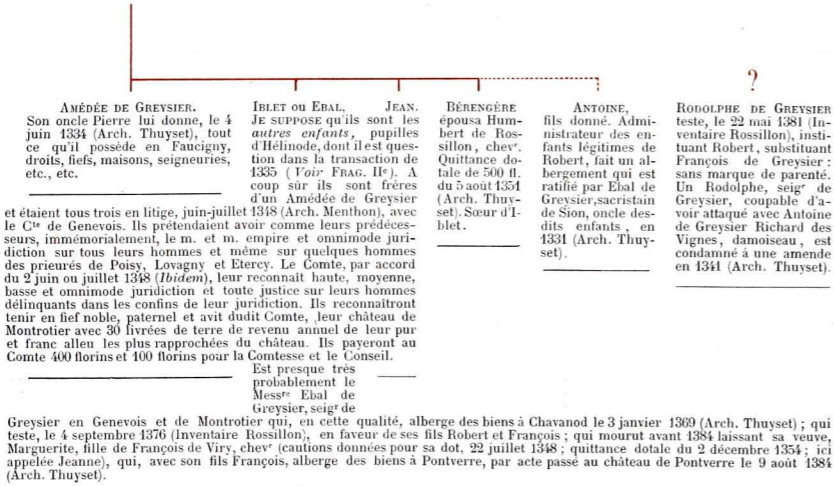 ?
AMÉDÉE DE GREYSIER.
Son oncle Pierre lui donne, le 4
juin 1334 (Arch. Thuyset), tout
ce qu'il possède en Faucigny,
droits, fiefs, maisons, seigneuries,
etc., etc.
IBLET OU EBAL. JEAN.
JE SUPPOSE qu'ils sont les
autres enfants, pupilles
d'Hélinode, dont il est ques-
tion dans la transaction de
1335 (Voir FRAG. IIe). A
coup sûr ils sont frères
d'un Amédée de Greysier
et étaient tous trois en litige, juin-juillet 1348 (Arch. Menthon), avec
le Cte de Genevois. Ils prétendaient avoir comme leurs prédéces-
seurs, immémorialement, le m. et m. empire et omnimode juri-
diction sur tous leurs hommes et même sur quelques hommes
des prieurés de Poisy, Lovagny et Etercy. Le Comte, par accord
du 2 juin ou juillet 1348 (Ibidem), leur reconnaît haute, moyenne,
basse et omnimode juridiction et toute justice sur leurs hommes
délinquants dans les confins de leur juridiction. Ils reconnaîtront
tenir en fief noble, paternel et avit dudit Comte, leur château de
Montrotier avec 30 livrées de terre de revenu annuel de leur pur
et franc alleu les plus rapprochées du château. Ils payeront au
Comte 400 florins et 100 florins pour la Comtesse et le Conseil.
Est presque très
probablement le
Messre Ebal de
Greysier, seigr de
Greysier en Genevois et de Montrotier qui, en cette qualité, alberge des biens à Chavanod le 3 janvier 1369 (Arch. Thuyset) ; qui
teste, le 4 septembre 1376 (Inventaire Rossillon), en faveur de ses fils Robert et François ; qui mourut avant 1384 laissant sa veuve,
Marguerite, fille de François de Viry, chevr (cautions données pour sa dot, 22 juillet 1348 ; quittance dotale du 2 décembre 1354 ; ici
appelée Jeanne), qui, avec son fils François, alberge des biens à Pontverre, par acte passé au château de Pontverre le 9 août 1384
(Arch. Thuyset).
BÉRENGÈRE
épousa Hum-
bert de Ros-
sillon, chevr.
Quittance do-
tale de 500 fl.
du 5 août 1351
(Arch. Thuy-
set). Sœur d'I-
blet.
ANTOINE,
fils donné. Admi-
nistrateur des en-
fants légitimes de
Robert, fait un al-
bergement qui est
ratifié par Ebal de
Greysier, sacristain
de Sion, oncle des-
dits enfants, en
1331 (Arch. Thuy-
set).
RODOLPHE DE GREYSIER
teste, le 22 mai 1381 (In-
ventaire Rossillon), insti-
tuant Robert, substituant
François de Greysier :
sans marque de parenté.
Un Rodolphe, seigr de
Greysier, coupable d'a-
voir attaqué avec Antoine
de Greysier Richard des
Vignes, damoiseau, est
condamné à une amende
en 1341 (Arch. Thuyset).